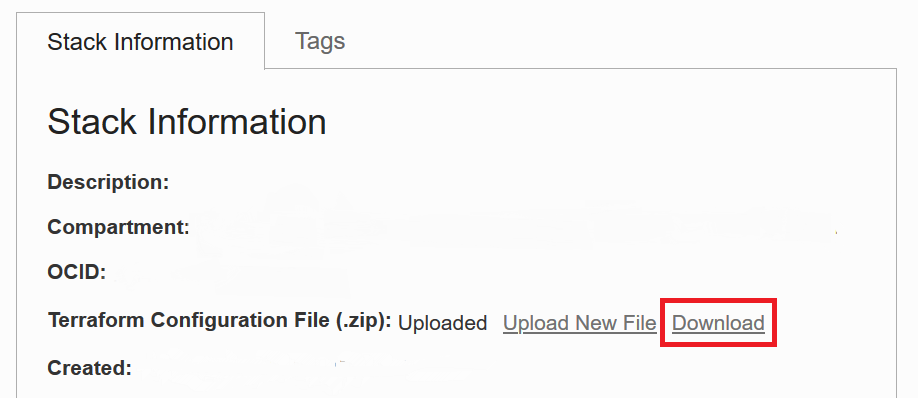 Stack Information Tags
Stack Information
Description:
Compartment:
OCID:
Terraform Configuration File (.zip): Uploaded Upload New File Download
Created: